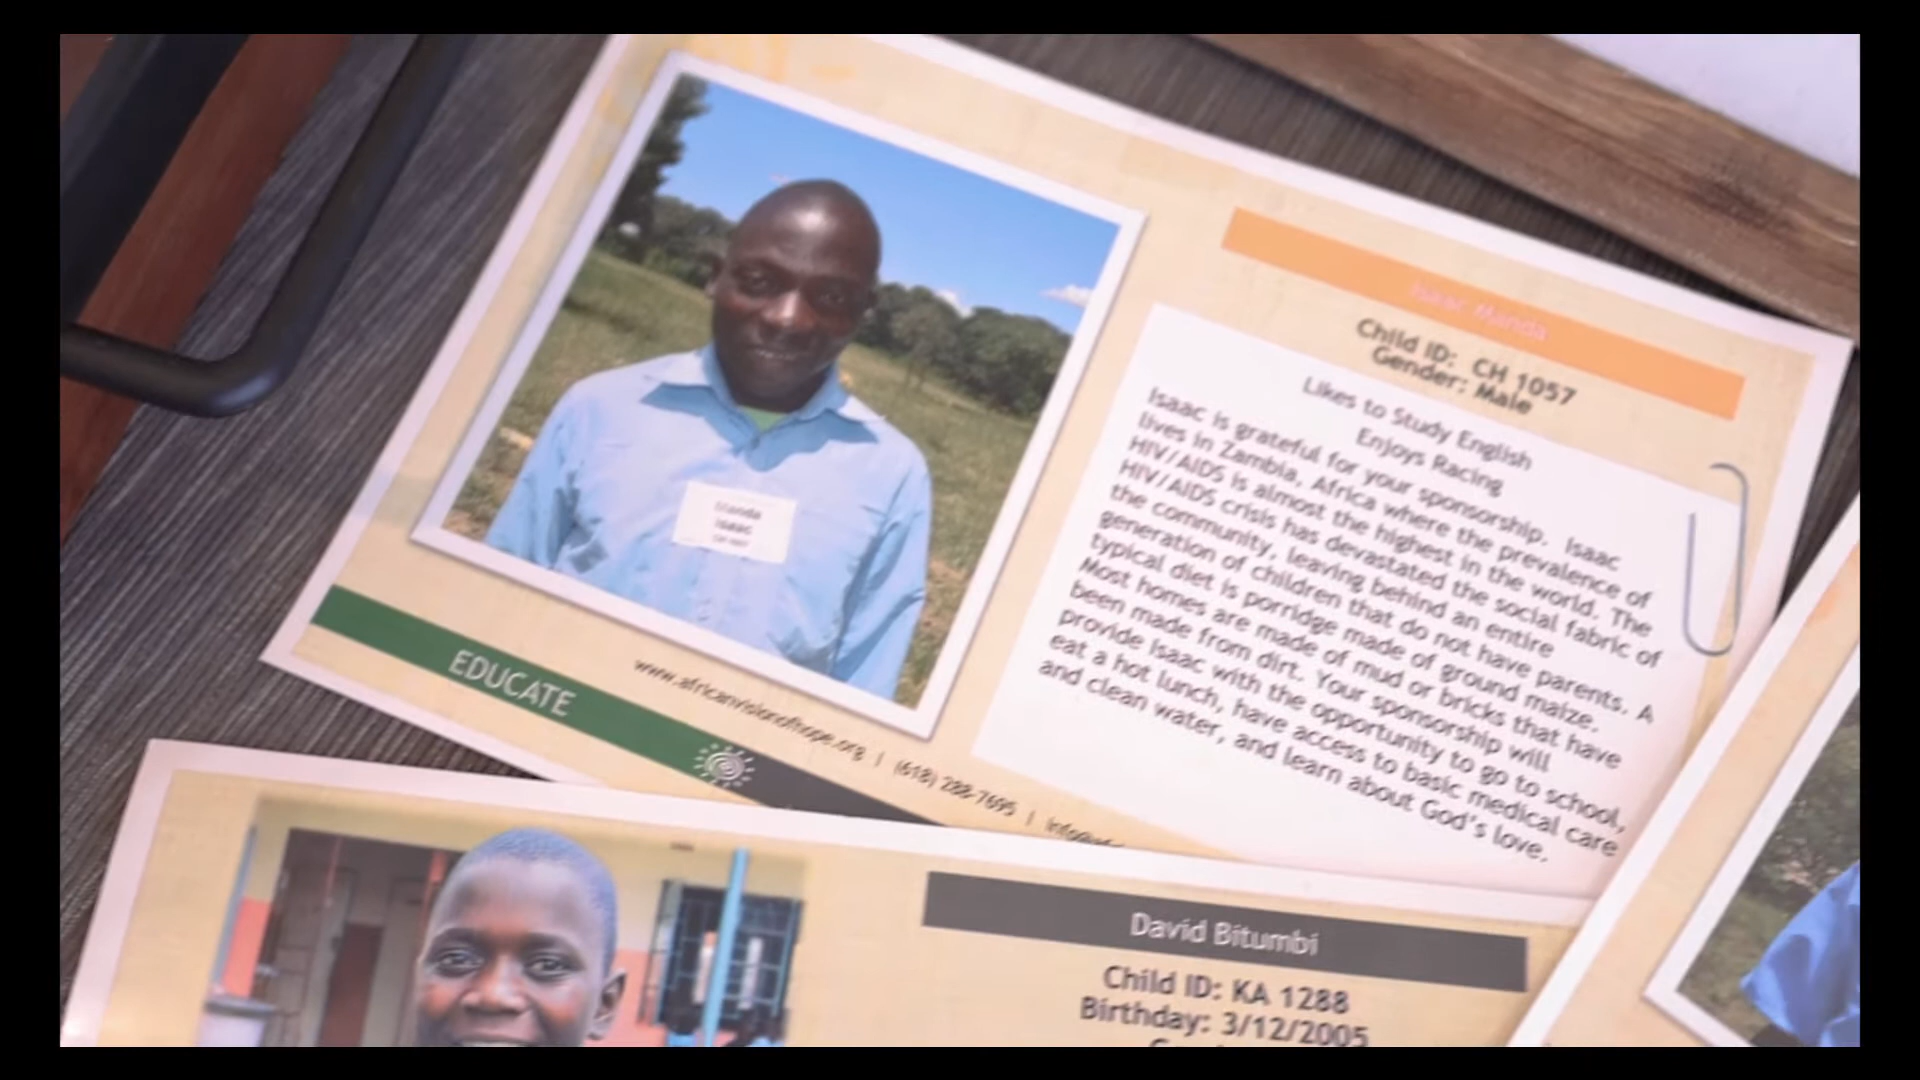 Isaac Manda
Child ID: CH 1057
Gender: Male
Likes to Study English
Enjoys Racing
Isaac is grateful for your sponsorship. Isaac
lives in Zambia, Africa where the prevalence of
HIV/AIDS is almost the highest in the world. The
HIV/AIDS crisis has devastated the social fabric of
the community, leaving behind an entire
generation of children that do not have parents. A
typical diet is porridge made of ground maize.
Most homes are made of mud or bricks that have
been made from dirt. Your sponsorship will
provide Isaac with the opportunity to go to school,
eat a hot lunch, have access to basic medical care
and clean water, and learn about God's love.
Manda
Isaac
EDUCATE
www.africanvisionofhope.org | (618) 288-7695 |
David Bitumbi
Child ID: KA 1288
Birthday: 3/12/2005